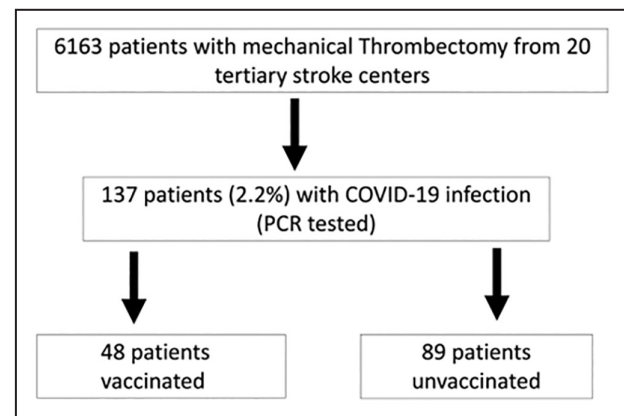 6163 patients with mechanical Thrombectomy from 20
tertiary stroke centers
137 patients (2.2%) with COVID-19 infection
(PCR tested)
48 patients
vaccinated
89 patients
unvaccinated